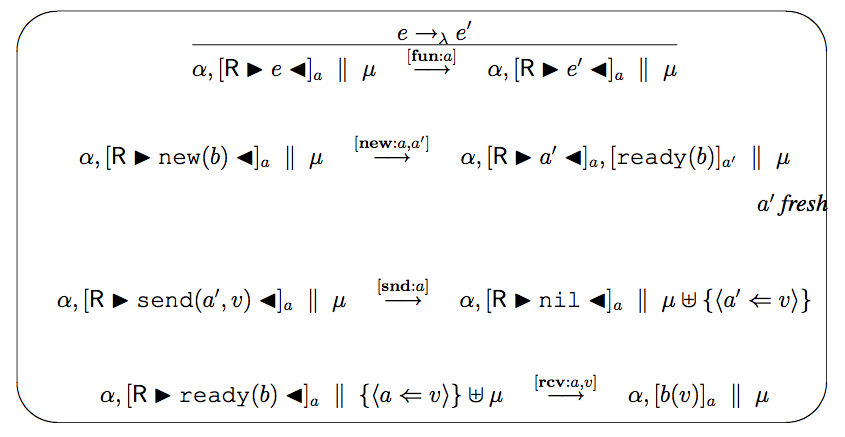 e →λ e′
α, [R ▶ e ◀]ₐ ∥ μ [fun:a] ⟶ α, [R ▶ e′ ◀]ₐ ∥ μ
α, [R ▶ new(b) ◀]ₐ ∥ μ [new:a,a′] ⟶ α, [R ▶ a′ ◀]ₐ, [ready(b)]ₐ′ ∥ μ
a′ fresh
α, [R ▶ send(a′, v) ◀]ₐ ∥ μ [snd:a] ⟶ α, [R ▶ nil ◀]ₐ ∥ μ ⊎ {⟨a′ ⇐ v⟩}
α, [R ▶ ready(b) ◀]ₐ ∥ {⟨a ⇐ v⟩} ⊎ μ [rcv:a,v] ⟶ α, [b(v)]ₐ ∥ μ